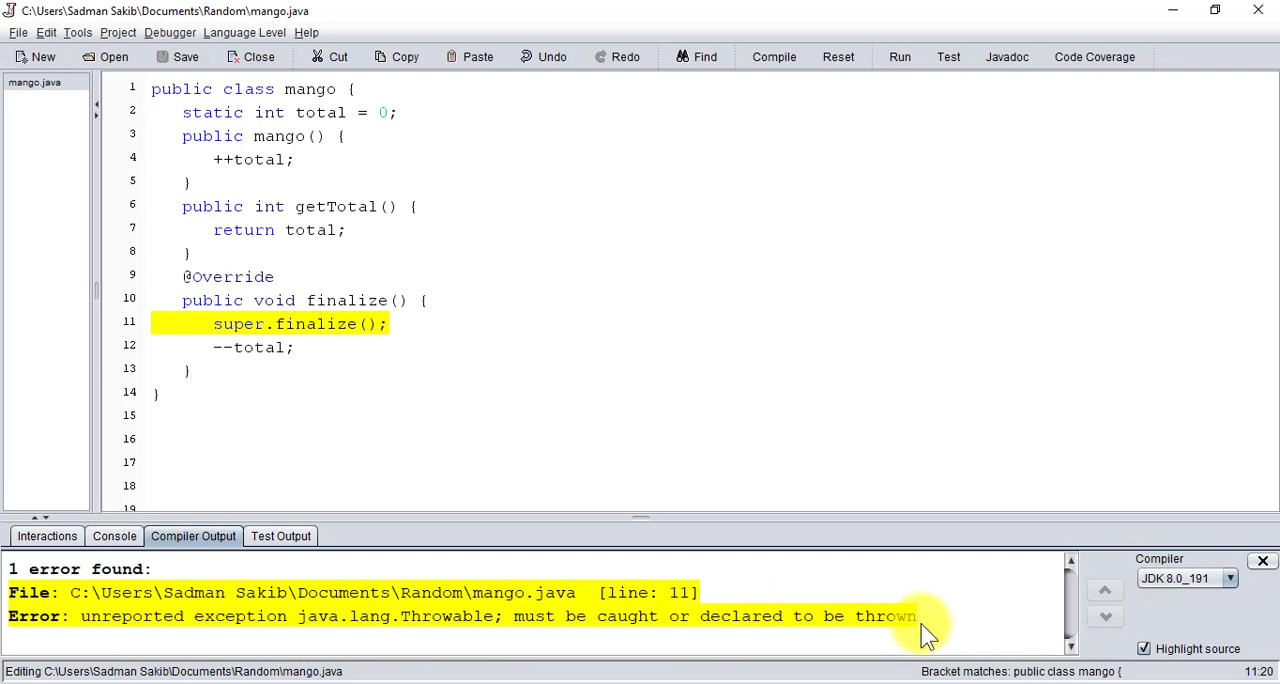 C:\Users\Sadman Sakib\Documents\Random\mango.java
File Edit Tools Project Debugger Language Level Help
New Open Save Close Cut Copy Paste Undo Redo Find Compile Reset Run Test Javadoc Code Coverage
mango.java
1 public class mango {
2 static int total = 0;
3 public mango() {
4 ++total;
5 }
6 public int getTotal() {
7 return total;
8 }
9 @Override
10 public void finalize() {
11 super.finalize();
12 --total;
13 }
14 }
15
16
17
18
19
Interactions Console Compiler Output Test Output
1 error found:
File: C:\Users\Sadman Sakib\Documents\Random\mango.java [line: 11]
Error: unreported exception java.lang.Throwable; must be caught or declared to be thrown
Compiler
JDK 8.0_191
Highlight source
Editing C:\Users\Sadman Sakib\Documents\Random\mango.java Bracket matches: public class mango { 11:20